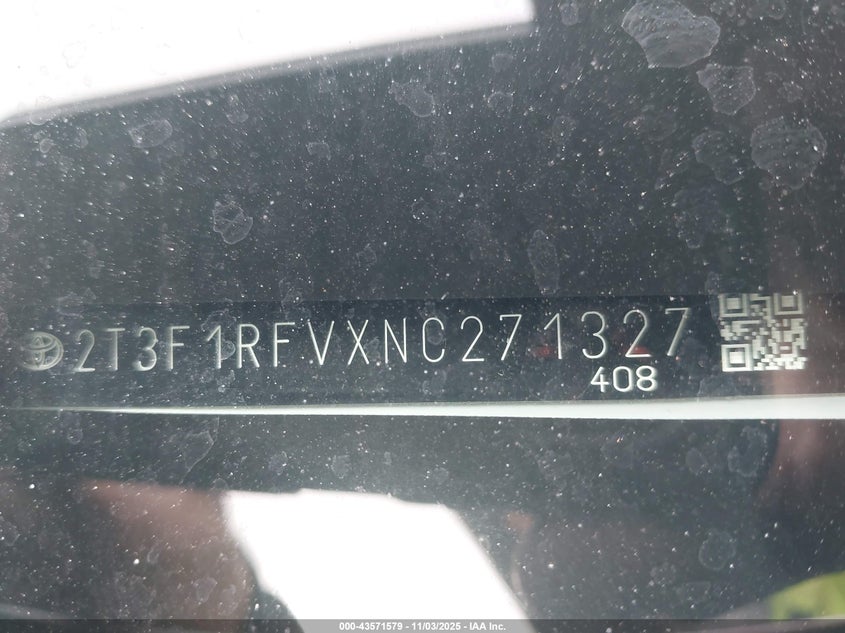 2T3F1RFVXNC271327
408
000-43571579 - 11/03/2025 - IAA Inc.